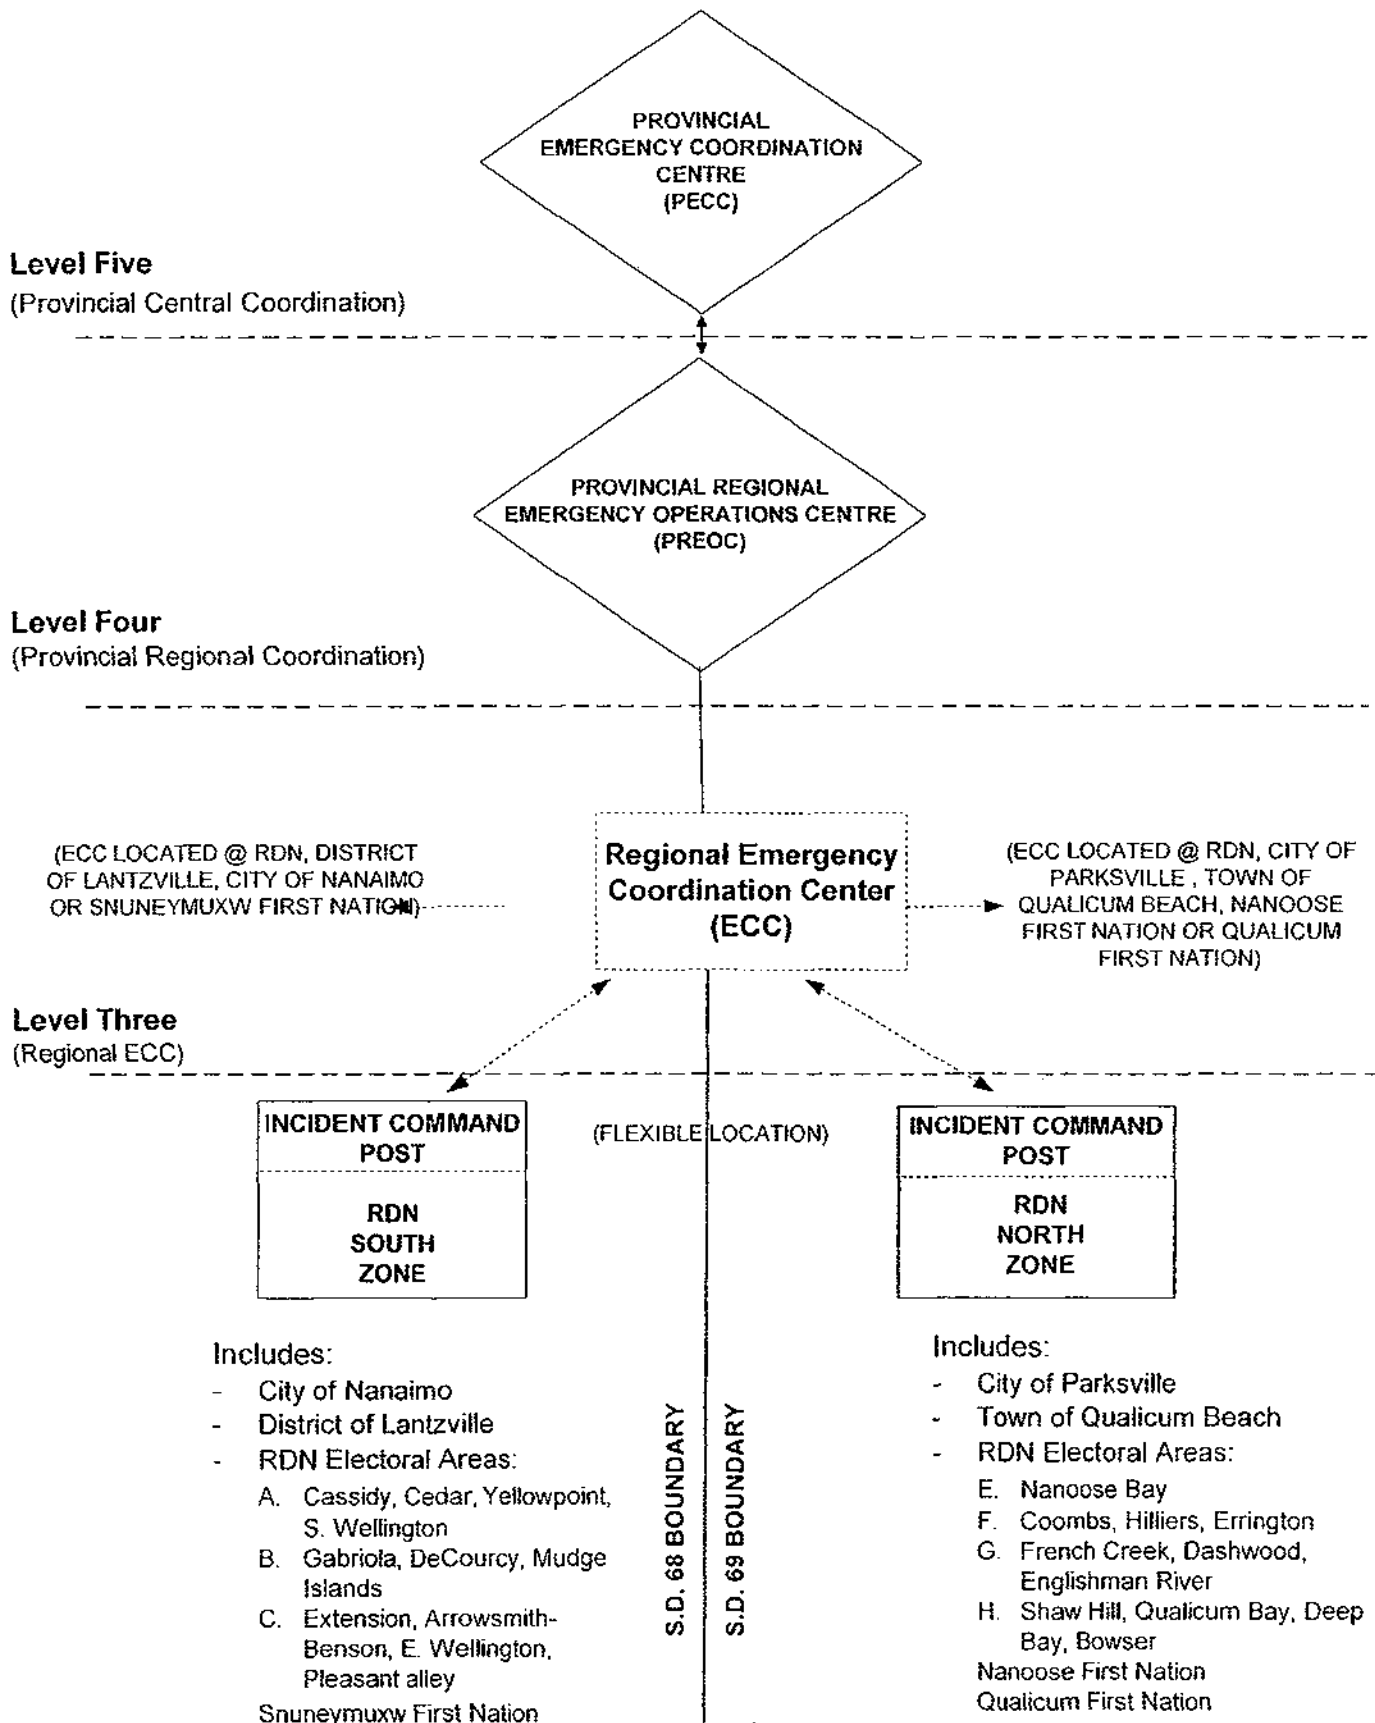 PROVINCIAL
EMERGENCY COORDINATION
CENTRE
(PECC)
Level Five
(Provincial Central Coordination)
PROVINCIAL REGIONAL
EMERGENCY OPERATIONS CENTRE
(PREOC)
Level Four
(Provincial Regional Coordination)
(ECC LOCATED @ RDN, DISTRICT
OF LANTZVILLE, CITY OF NANAIMO
OR SNUNEYMUXW FIRST NATION)
Regional Emergency
Coordination Center
(ECC)
(ECC LOCATED @ RDN, CITY OF
PARKSVILLE , TOWN OF
QUALICUM BEACH, NANOOSE
FIRST NATION OR QUALICUM
FIRST NATION)
Level Three
(Regional ECC)
INCIDENT COMMAND
POST
RDN
SOUTH
ZONE
(FLEXIBLE LOCATION)
INCIDENT COMMAND
POST
RDN
NORTH
ZONE
Includes:
- City of Nanaimo
- District of Lantzville
- RDN Electoral Areas:
A. Cassidy, Cedar, Yellowpoint,
S. Wellington
B. Gabriola, DeCourcy, Mudge
Islands
C. Extension, Arrowsmith-
Benson, E. Wellington,
Pleasant alley
Snuneymuxw First Nation
S.D. 68 BOUNDARY
S.D. 69 BOUNDARY
Includes:
- City of Parksville
- Town of Qualicum Beach
- RDN Electoral Areas:
E. Nanoose Bay
F. Coombs, Hilliers, Errington
G. French Creek, Dashwood,
Englishman River
H. Shaw Hill, Qualicum Bay, Deep
Bay, Bowser
Nanoose First Nation
Qualicum First Nation